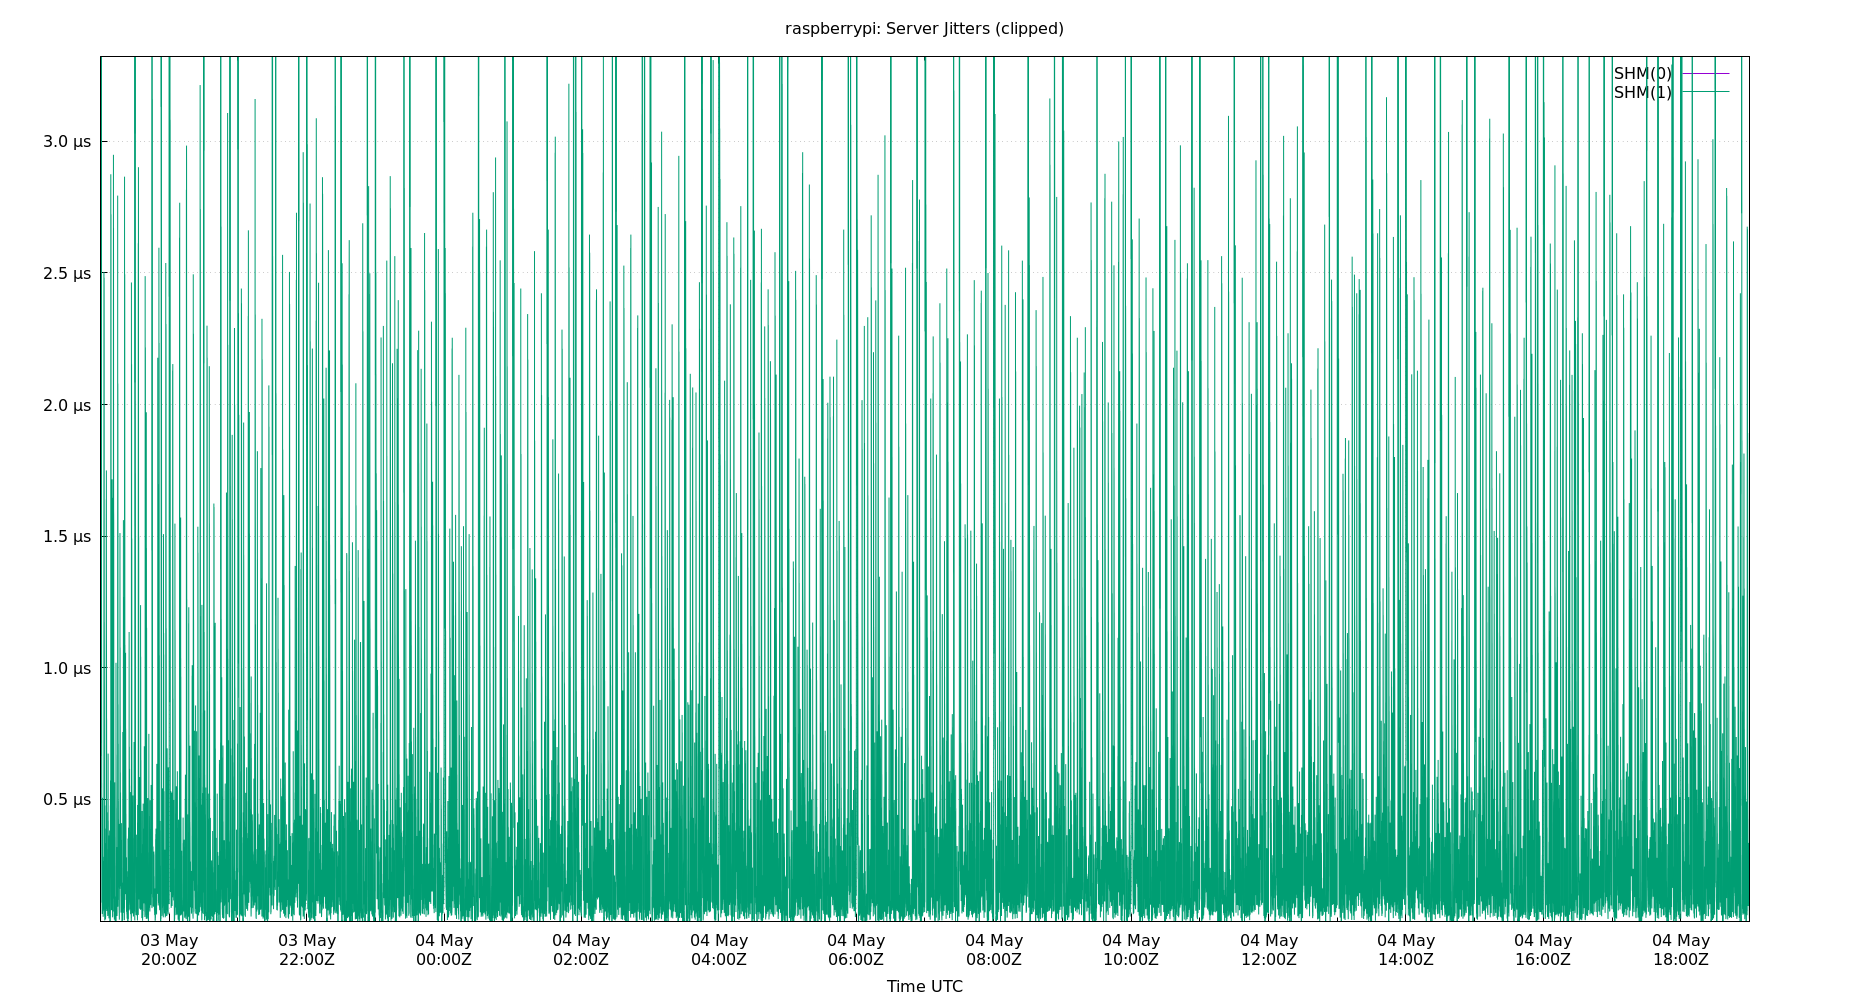 raspberrypi: Server Jitters (clipped)
SHM(0)
SHM(1)
3.0 µs
2.5 µs
2.0 µs
1.5 µs
1.0 µs
0.5 µs
03 May 03 May 04 May 04 May 04 May 04 May 04 May 04 May 04 May 04 May 04 May 04 May
20:00Z 22:00Z 00:00Z 02:00Z 04:00Z 06:00Z 08:00Z 10:00Z 12:00Z 14:00Z 16:00Z 18:00Z
Time UTC